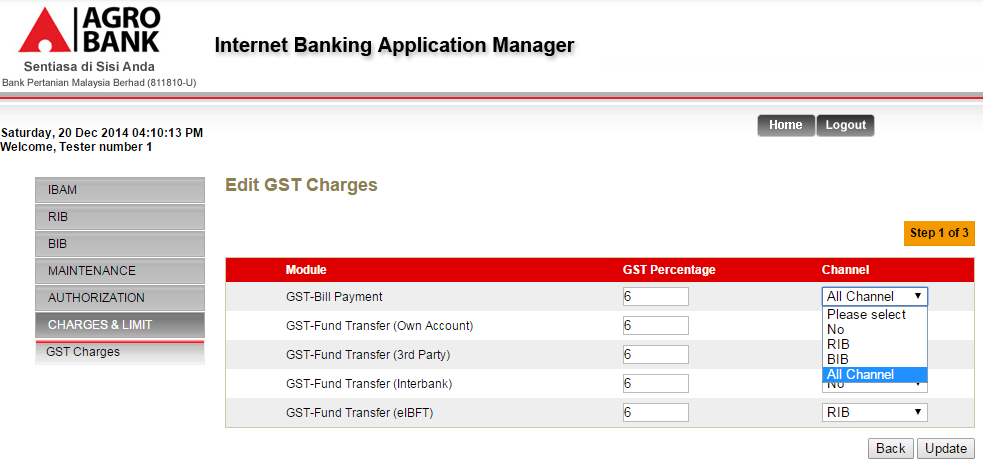 AGRO
BANK
Sentiasa di Sisi Anda
Bank Pertanian Malaysia Berhad (811810-U)
Internet Banking Application Manager
Saturday, 20 Dec 2014 04:10:13 PM
Welcome, Tester number 1
Home Logout
IBAM
RIB
BIB
MAINTENANCE
AUTHORIZATION
CHARGES & LIMIT
GST Charges
Edit GST Charges
Step 1 of 3
Module GST Percentage Channel
GST-Bill Payment 6 All Channel
Please select
No
RIB
BIB
All Channel
GST-Fund Transfer (Own Account) 6
GST-Fund Transfer (3rd Party) 6
GST-Fund Transfer (Interbank) 6 No
GST-Fund Transfer (eIBFT) 6 RIB
Back Update